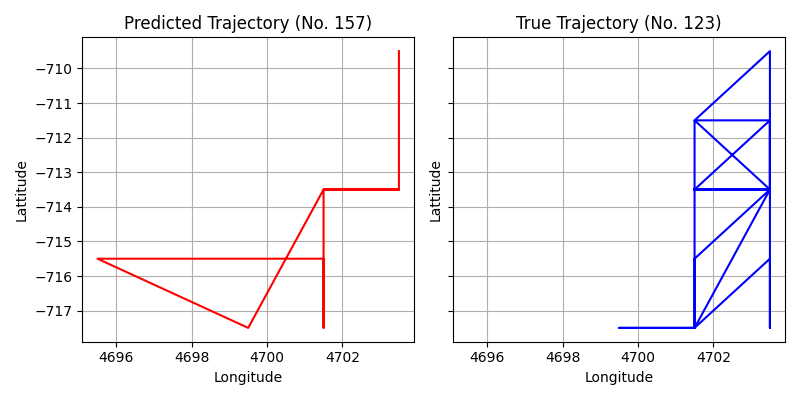 Predicted Trajectory (No. 157)
True Trajectory (No. 123)
−710
−711
−712
−713
−714
−715
−716
−717
Lattitude
Lattitude
4696
4698
4700
4702
4696
4698
4700
4702
Longitude
Longitude